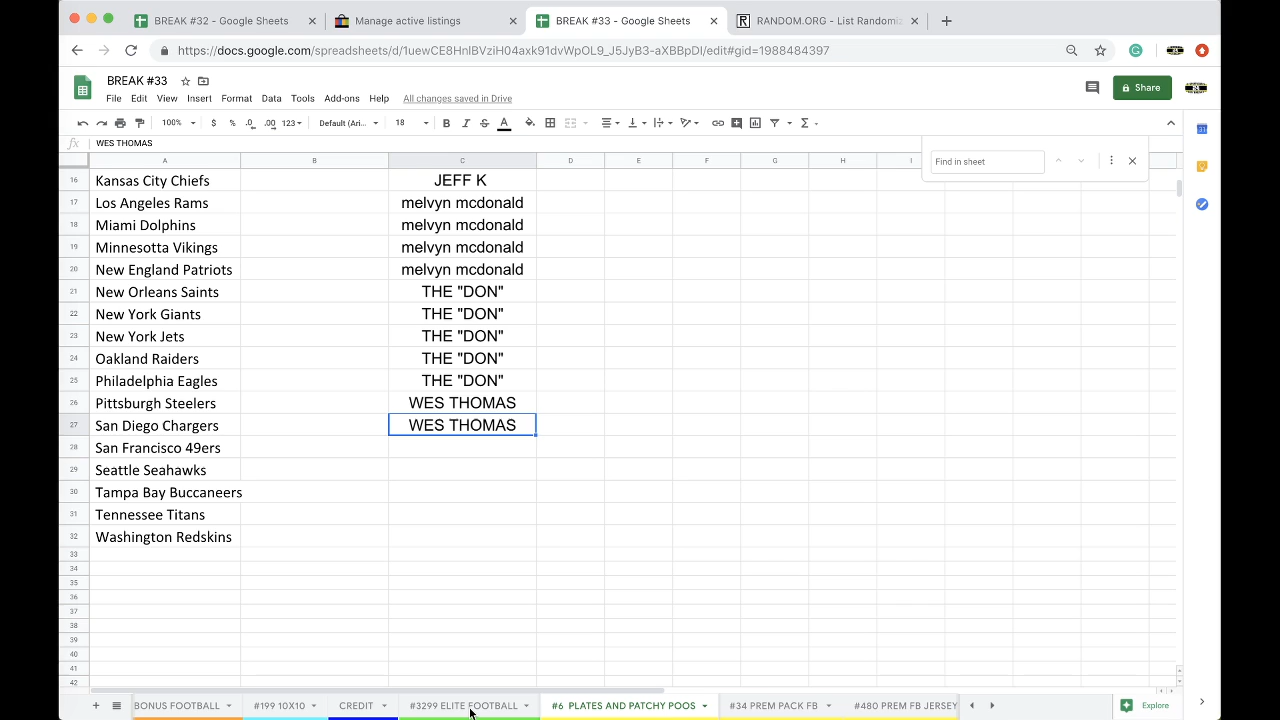 BREAK #32 - Google Sheets
Manage active listings
BREAK #33 - Google Sheets
RANDOM.ORG - List Randomiz
https://docs.google.com/spreadsheets/d/1uewCE8HnIBVziH04axk91dvWpOL9_J5JyB3-aXBBpDI/edit#gid=1988484397
BREAK #33
File Edit View Insert Format Data Tools Add-ons Help All changes saved in Drive
Share
100% $ % .0 .00 123 Default (Ari... 18 B I S A
fx WES THOMAS
Find in sheet
A B C D E F G H I
16 Kansas City Chiefs JEFF K
17 Los Angeles Rams melvyn mcdonald
18 Miami Dolphins melvyn mcdonald
19 Minnesotta Vikings melvyn mcdonald
20 New England Patriots melvyn mcdonald
21 New Orleans Saints THE "DON"
22 New York Giants THE "DON"
23 New York Jets THE "DON"
24 Oakland Raiders THE "DON"
25 Philadelphia Eagles THE "DON"
26 Pittsburgh Steelers WES THOMAS
27 San Diego Chargers WES THOMAS
28 San Francisco 49ers
29 Seattle Seahawks
30 Tampa Bay Buccaneers
31 Tennessee Titans
32 Washington Redskins
33
34
35
36
37
38
39
40
41
42
BONUS FOOTBALL #199 10X10 CREDIT #3 2019 ELITE FOOTBALL #6 PLATES AND PATCHY POOS #34 PREM PACK FB #480 PREM FB JERSEY Explore